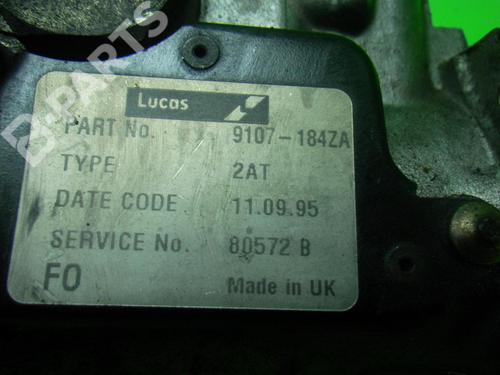 B-PARTS
Lucas
PART No. 9107-184ZA
TYPE 2AT
DATE CODE 11.09.95
SERVICE No. 80572 B
FO Made in UK